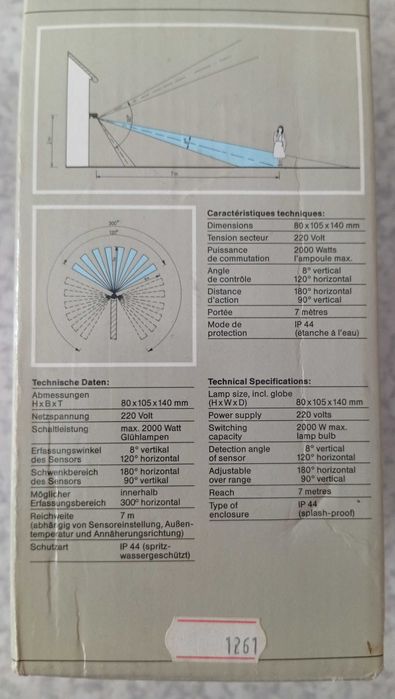 2m
7m
300°
120°
Caractéristiques techniques:
Dimensions 80 x 105 x 140 mm
Tension secteur 220 Volt
Puissance 2000 Watts
de commutation l'ampoule max.
Angle 8° vertical
de contrôle 120° horizontal
Distance 180° horizontal
d'action 90° vertical
Portée 7 mètres
Mode de IP 44
protection (étanche à l'eau)
Technische Daten:
Abmessungen
H x B x T 80 x 105 x 140 mm
Netzspannung 220 Volt
Schaltleistung max. 2000 Watt
Glühlampen
Erfassungswinkel 8° vertikal
des Sensors 120° horizontal
Schwenkbereich 180° horizontal
des Sensors 90° vertikal
Möglicher innerhalb
Erfassungsbereich 300° horizontal
Reichweite 7 m
(abhängig von Sensoreinstellung, Außen-
temperatur und Annäherungsrichtung)
Schutzart IP 44 (spritz-
wassergeschützt)
Technical Specifications:
Lamp size, incl. globe
(H x W x D) 80 x 105 x 140 mm
Power supply 220 volts
Switching 2000 W max.
capacity lamp bulb
Detection angle 8° vertical
of sensor 120° horizontal
Adjustable 180° horizontal
over range 90° vertical
Reach 7 metres
Type of IP 44
enclosure (splash-proof)
1261